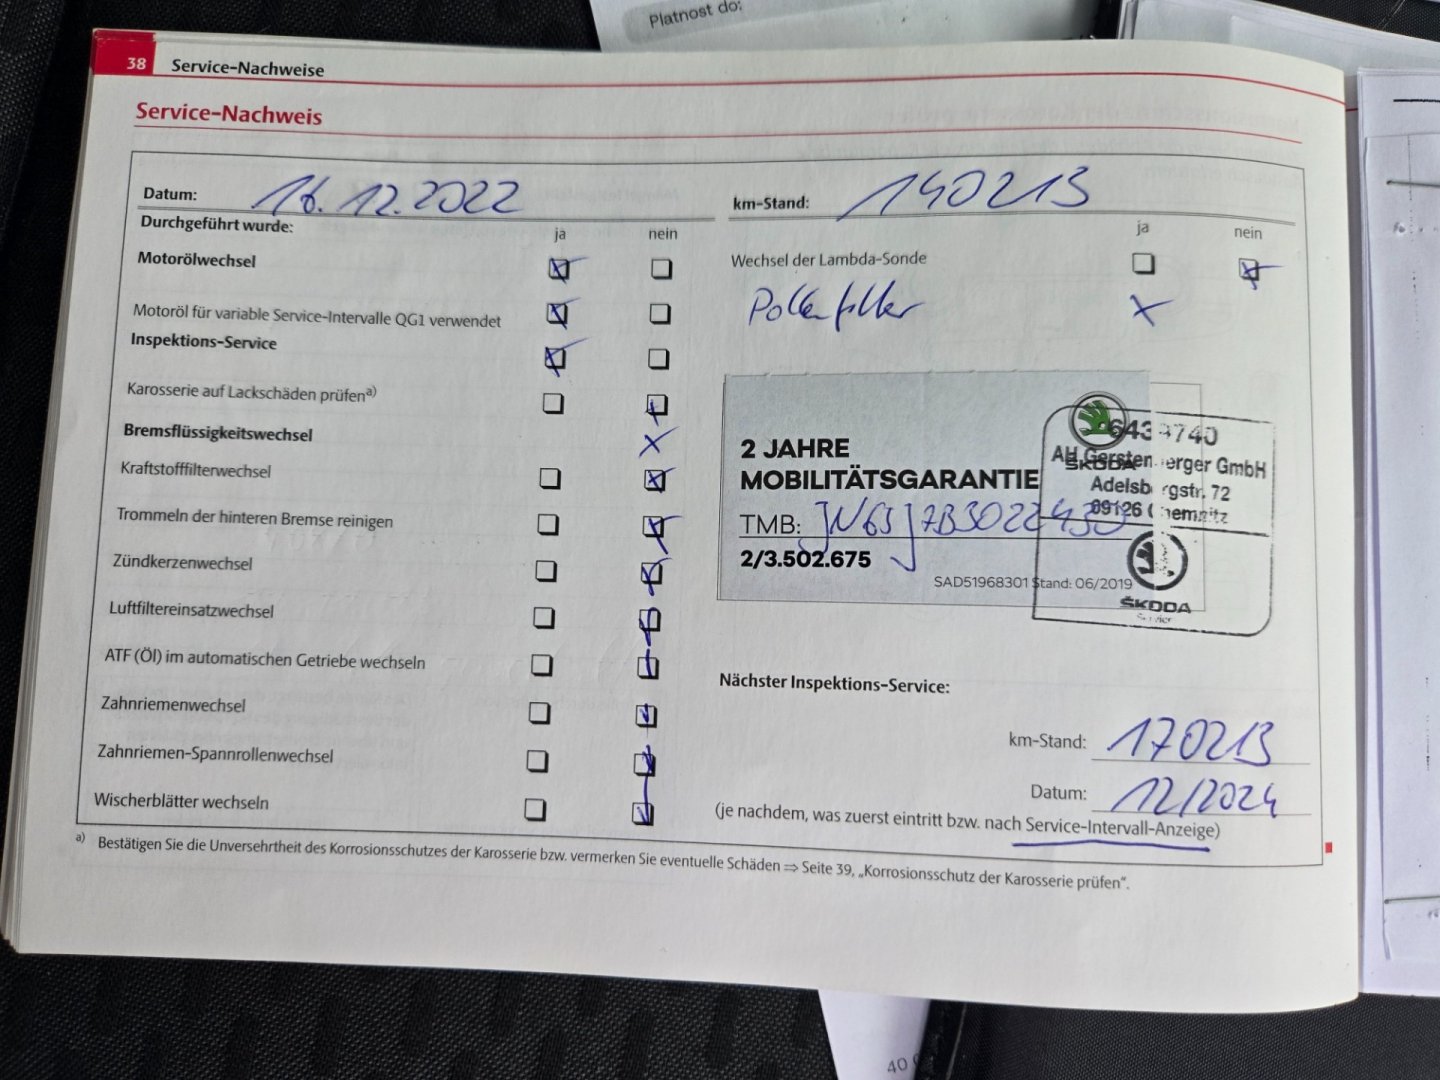 Platnost do:
38 Service-Nachweise
Service-Nachweis
Datum: 16.12.2022
km-Stand: 140213
Durchgeführt wurde:
ja nein
ja nein
Motorölwechsel
Wechsel der Lambda-Sonde
Motoröl für variable Service-Intervalle QG1 verwendet
Pollenfilter
Inspektions-Service
Karosserie auf Lackschäden prüfen a)
Bremsflüssigkeitswechsel
Kraftstofffilterwechsel
Trommeln der hinteren Bremse reinigen
Zündkerzenwechsel
Luftfiltereinsatzwechsel
ATF (Öl) im automatischen Getriebe wechseln
Zahnriemenwechsel
Zahnriemen-Spannrollenwechsel
Wischerblätter wechseln
2 JAHRE
MOBILITÄTSGARANTIE
TMB:
2/3.502.675
SAD51968301 Stand: 06/2019
ŠKODA
AH Gerstenberger GmbH
Adelsbergstr. 72
09126 Chemnitz
ŠKODA
Service
Nächster Inspektions-Service:
km-Stand: 170213
Datum: 12/2024
(je nachdem, was zuerst eintritt bzw. nach Service-Intervall-Anzeige)
a) Bestätigen Sie die Unversehrtheit des Korrosionsschutzes der Karosserie bzw. vermerken Sie eventuelle Schäden ⇒ Seite 39, „Korrosionsschutz der Karosserie prüfen“.
40